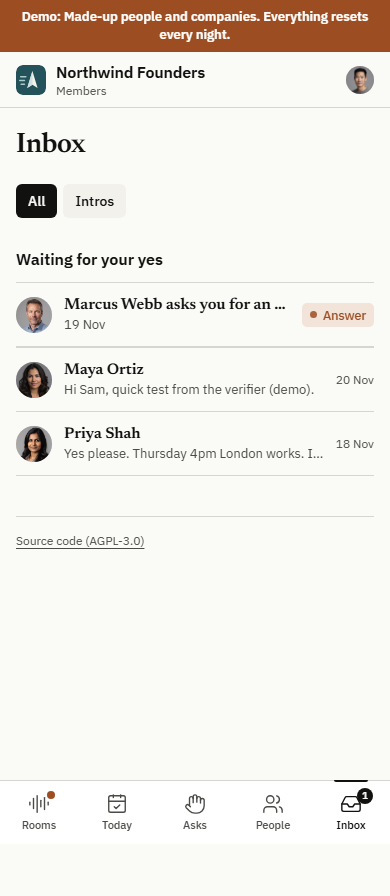 Demo: Made-up people and companies. Everything resets
every night.
Northwind Founders
Members
Inbox
All
Intros
Waiting for your yes
Marcus Webb asks you for an ...
19 Nov
Answer
Maya Ortiz
Hi Sam, quick test from the verifier (demo).
20 Nov
Priya Shah
Yes please. Thursday 4pm London works. I...
18 Nov
Source code (AGPL-3.0)
Rooms
Today
Asks
People
1
Inbox